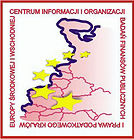 CENTRUM INFORMACJI I ORGANIZACJI
BADAŃ FINANSÓW PUBLICZNYCH
I PRAWA PODATKOWEGO KRAJÓW
EUROPY ŚRODKOWEJ I WSCHODNIEJ